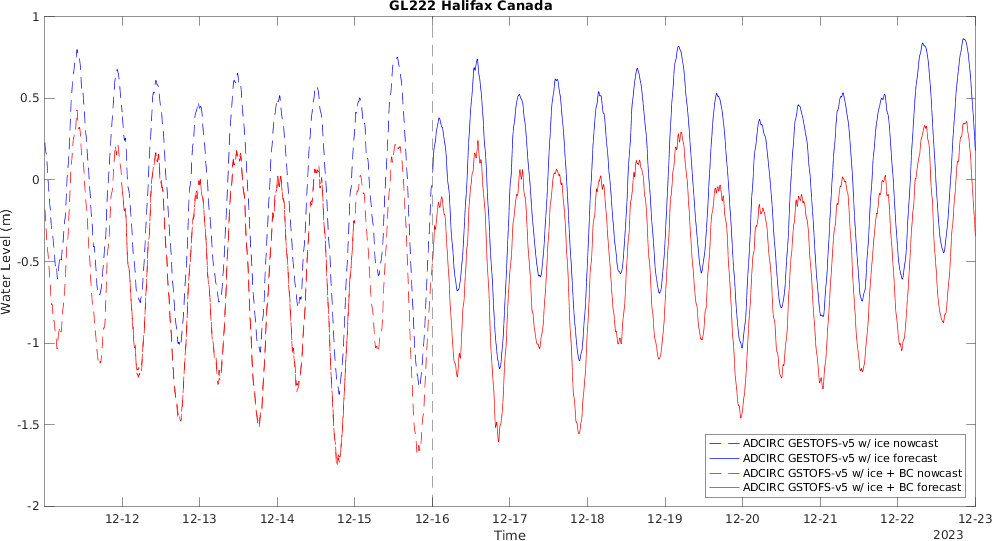 GL222 Halifax Canada
1
0.5
0
-0.5
-1
-1.5
-2
Water Level (m)
ADCIRC GESTOFS-v5 w/ ice nowcast
ADCIRC GESTOFS-v5 w/ ice forecast
ADCIRC GSTOFS-v5 w/ ice + BC nowcast
ADCIRC GSTOFS-v5 w/ ice + BC forecast
12-12 12-13 12-14 12-15 12-16 12-17 12-18 12-19 12-20 12-21 12-22 12-23
Time
2023